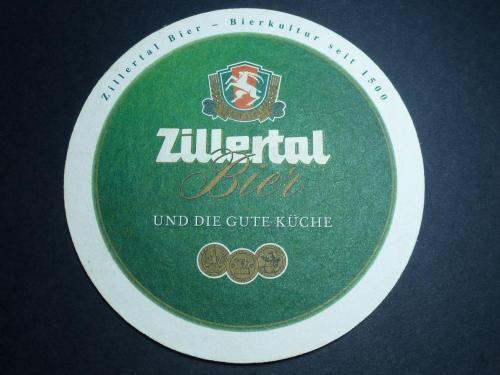 Zillertal Bier – Bierkultur seit 1500
Zillertal
Bier
UND DIE GUTE KÜCHE